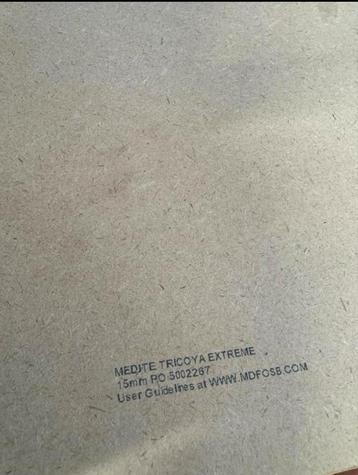 MEDITE TRICOYA EXTREME
15mm PO 5002267
User Guidelines at WWW.MDFOSB.COM